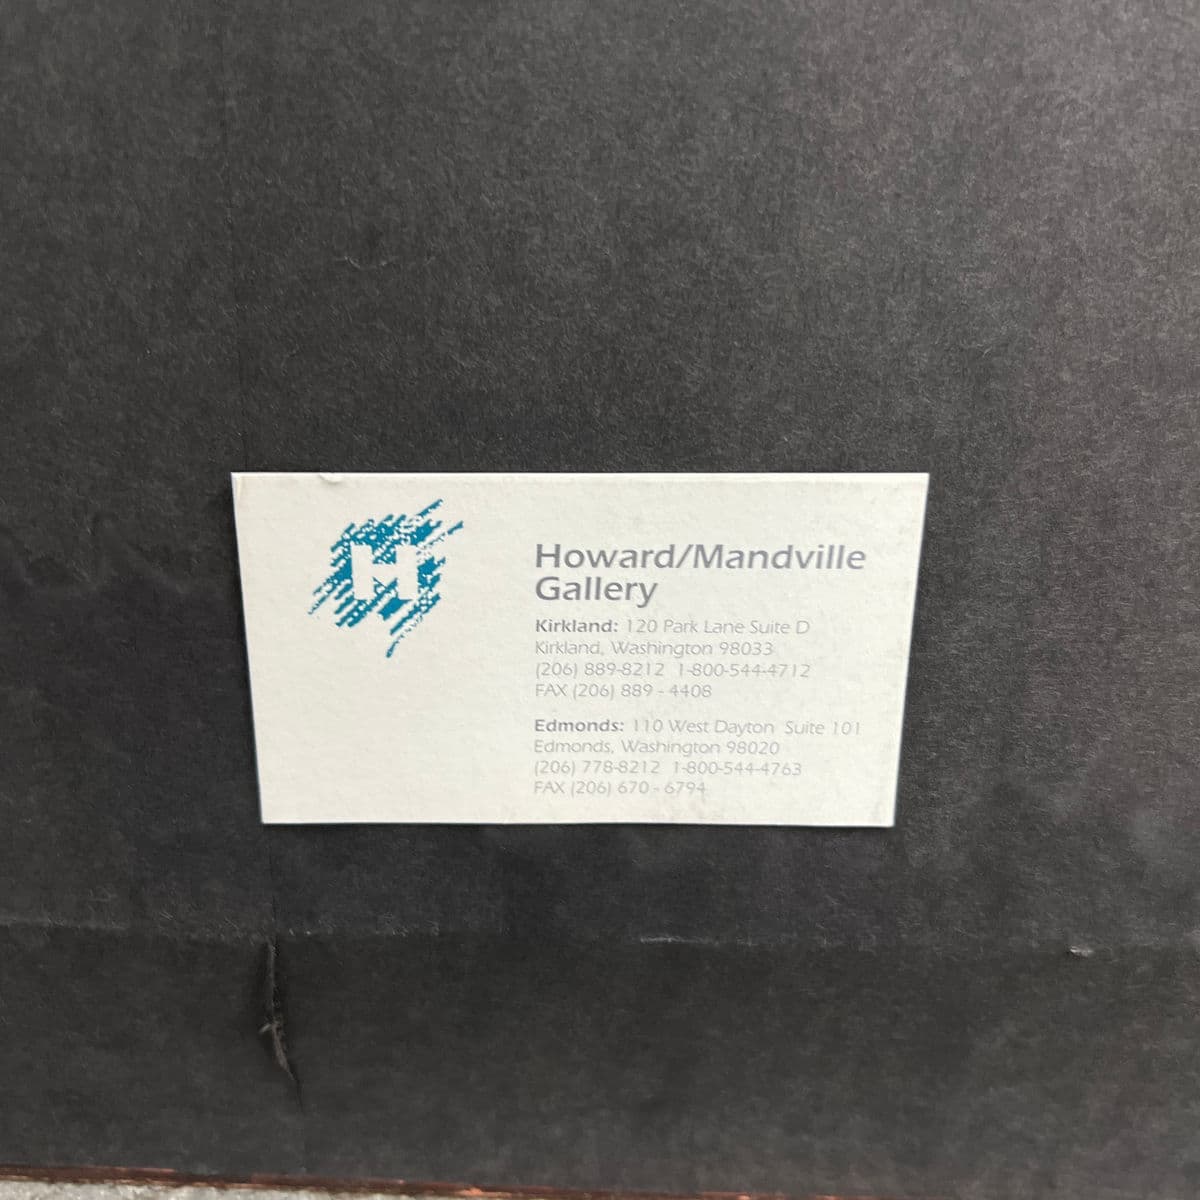 H
Howard/Mandville
Gallery
Kirkland: 120 Park Lane Suite D
Kirkland, Washington 98033
(206) 889-8212 1-800-544-4712
FAX (206) 889 - 4408
Edmonds: 110 West Dayton Suite 101
Edmonds, Washington 98020
(206) 778-8212 1-800-544-4763
FAX (206) 670 - 6794